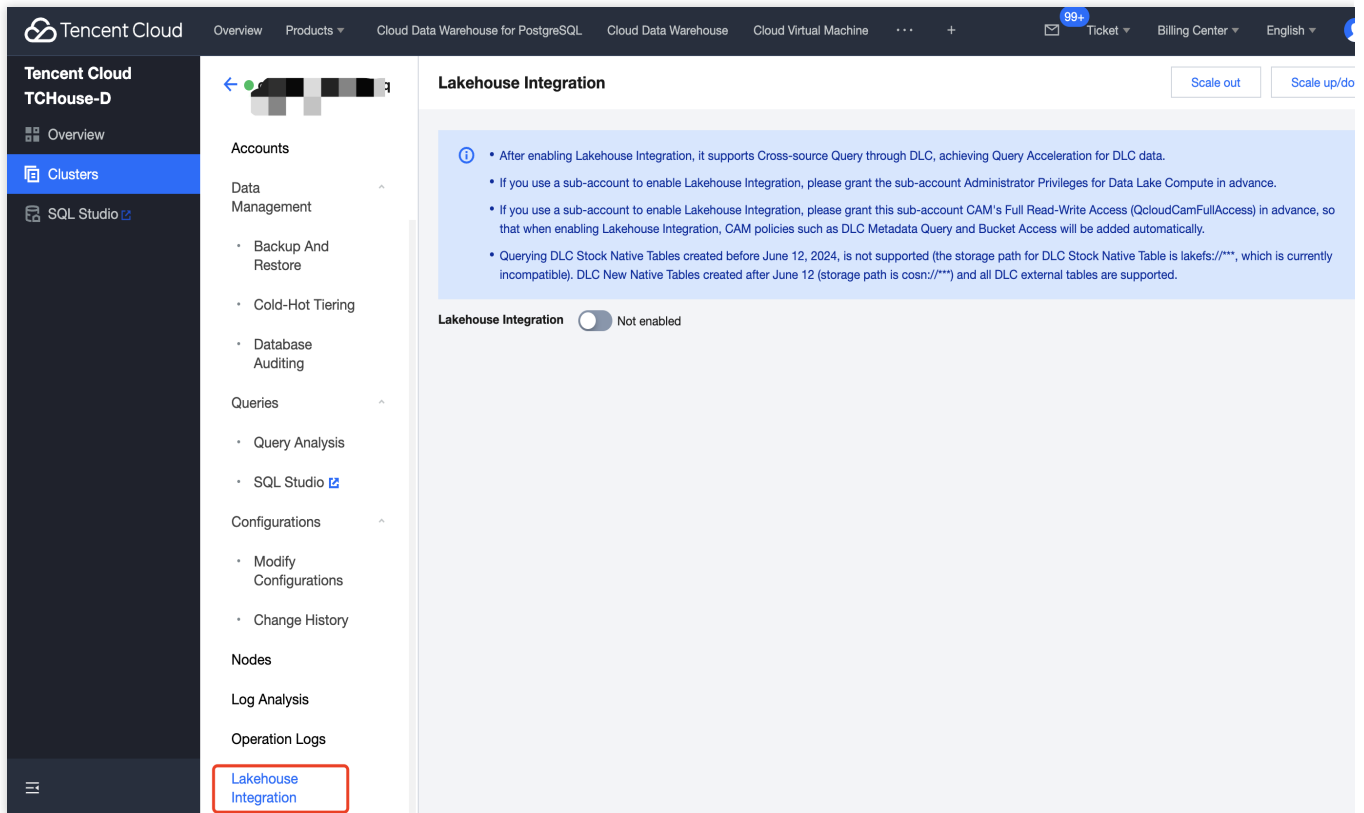 Tencent Cloud
Overview
Products
Cloud Data Warehouse for PostgreSQL
Cloud Data Warehouse
Cloud Virtual Machine
···
+
99+
Ticket
Billing Center
English
Tencent Cloud
TCHouse-D
Overview
Clusters
SQL Studio
Accounts
Data
Management
• Backup And
Restore
• Cold-Hot Tiering
• Database
Auditing
Queries
• Query Analysis
• SQL Studio
Configurations
• Modify
Configurations
• Change History
Nodes
Log Analysis
Operation Logs
Lakehouse
Integration
Lakehouse Integration
Scale out
Scale up/do
• After enabling Lakehouse Integration, it supports Cross-source Query through DLC, achieving Query Acceleration for DLC data.
• If you use a sub-account to enable Lakehouse Integration, please grant the sub-account Administrator Privileges for Data Lake Compute in advance.
• If you use a sub-account to enable Lakehouse Integration, please grant this sub-account CAM's Full Read-Write Access (QcloudCamFullAccess) in advance, so
that when enabling Lakehouse Integration, CAM policies such as DLC Metadata Query and Bucket Access will be added automatically.
• Querying DLC Stock Native Tables created before June 12, 2024, is not supported (the storage path for DLC Stock Native Table is lakefs://***, which is currently
incompatible). DLC New Native Tables created after June 12 (storage path is cosn://***) and all DLC external tables are supported.
Lakehouse Integration
Not enabled